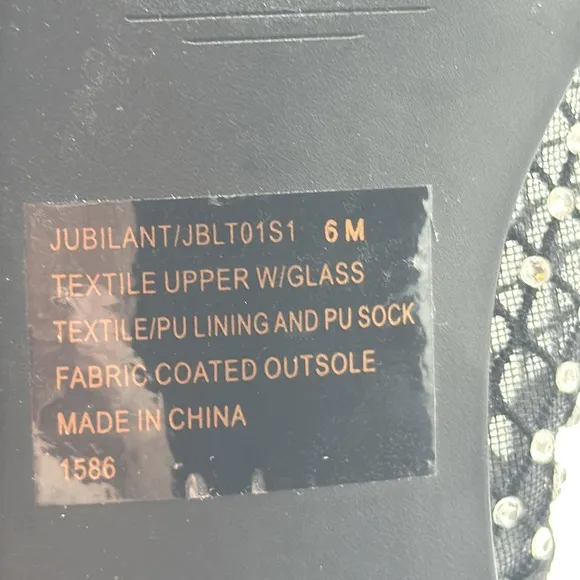 JUBILANT/JBLT01S1 6 M
TEXTILE UPPER W/GLASS
TEXTILE/PU LINING AND PU SOCK
FABRIC COATED OUTSOLE
MADE IN CHINA
1586